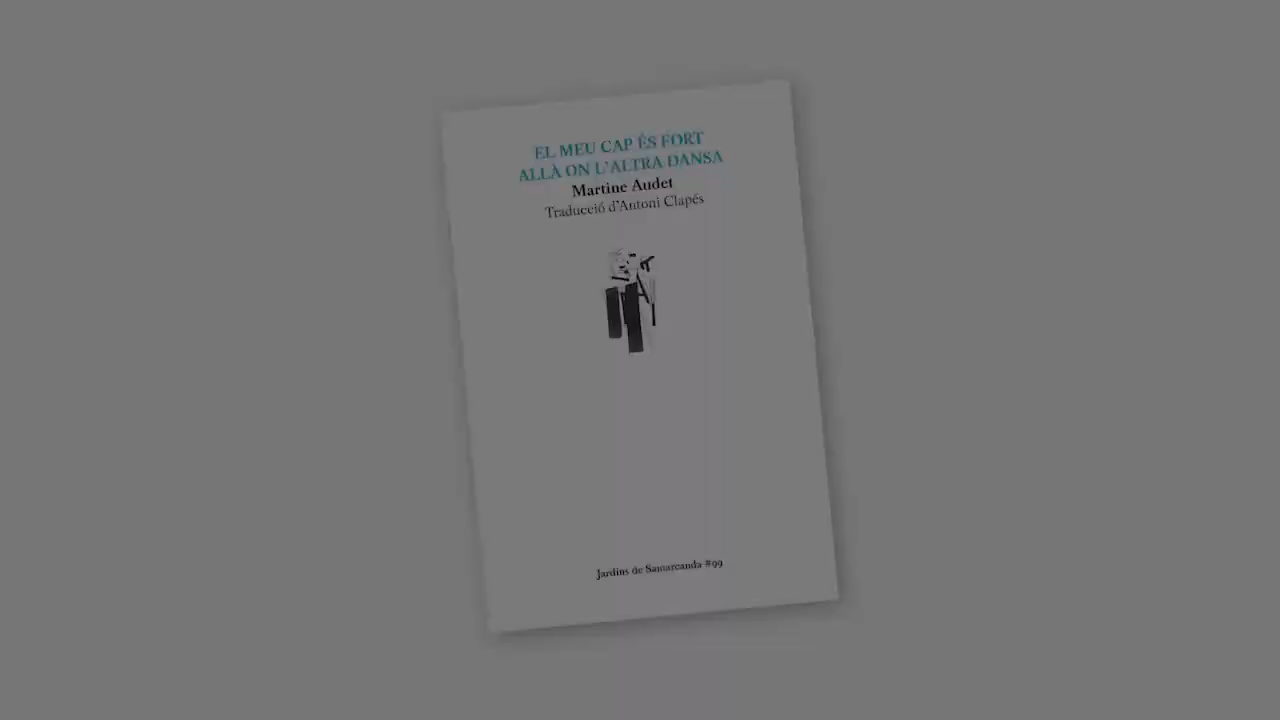 EL MEU CAP ÉS FORT
ALLÀ ON L'ALTRA DANSA
Martine Audet
Traducció d'Antoni Clapés
Jardins de Samarcanda #99